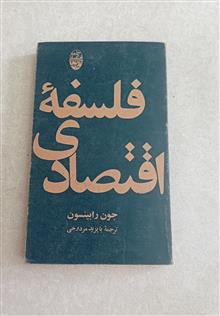 فلسفهٔ
اقتصادی
جون رابینسون
ترجمهٔ بایزید مردوخی